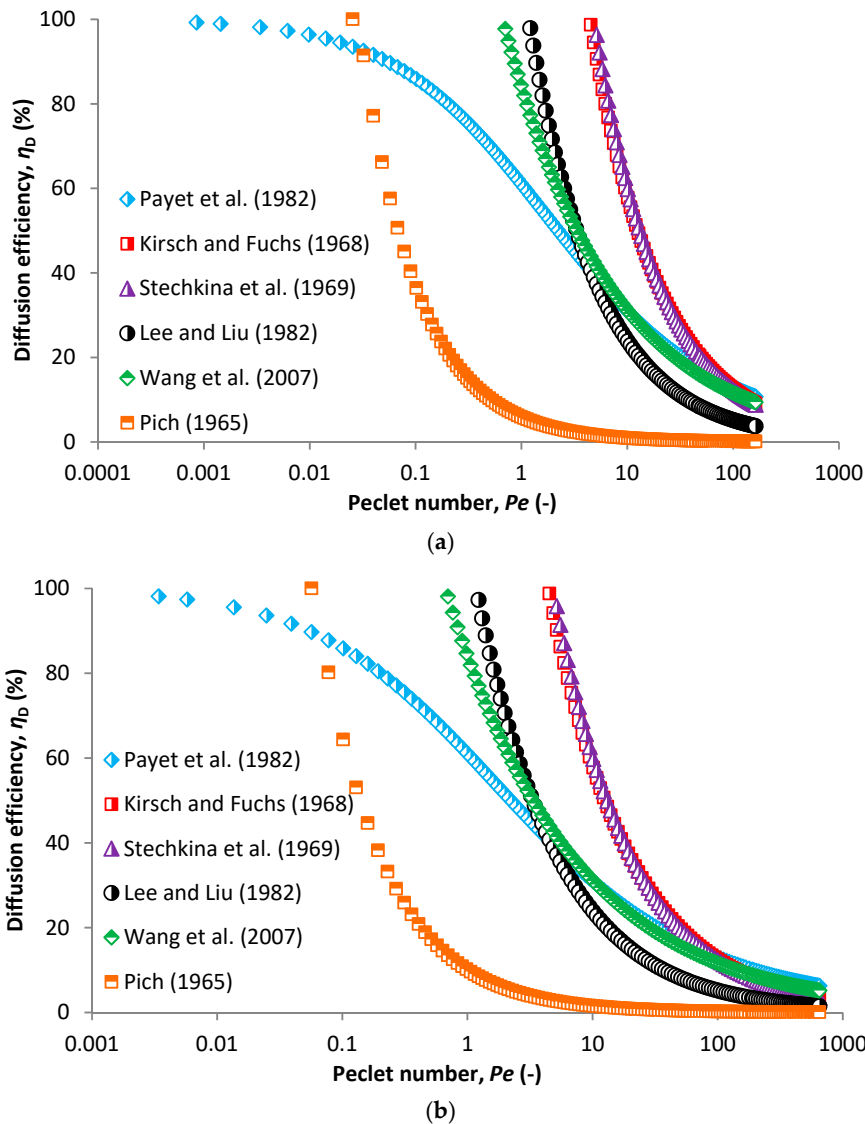 100
80
60
40
20
0
Diffusion efficiency, ηD (%)
Payet et al. (1982)
Kirsch and Fuchs (1968)
Stechkina et al. (1969)
Lee and Liu (1982)
Wang et al. (2007)
Pich (1965)
0.0001 0.001 0.01 0.1 1 10 100 1000
Peclet number, Pe (-)
(a)
100
80
60
40
20
0
Diffusion efficiency, ηD (%)
Payet et al. (1982)
Kirsch and Fuchs (1968)
Stechkina et al. (1969)
Lee and Liu (1982)
Wang et al. (2007)
Pich (1965)
0.001 0.01 0.1 1 10 100 1000
Peclet number, Pe (-)
(b)